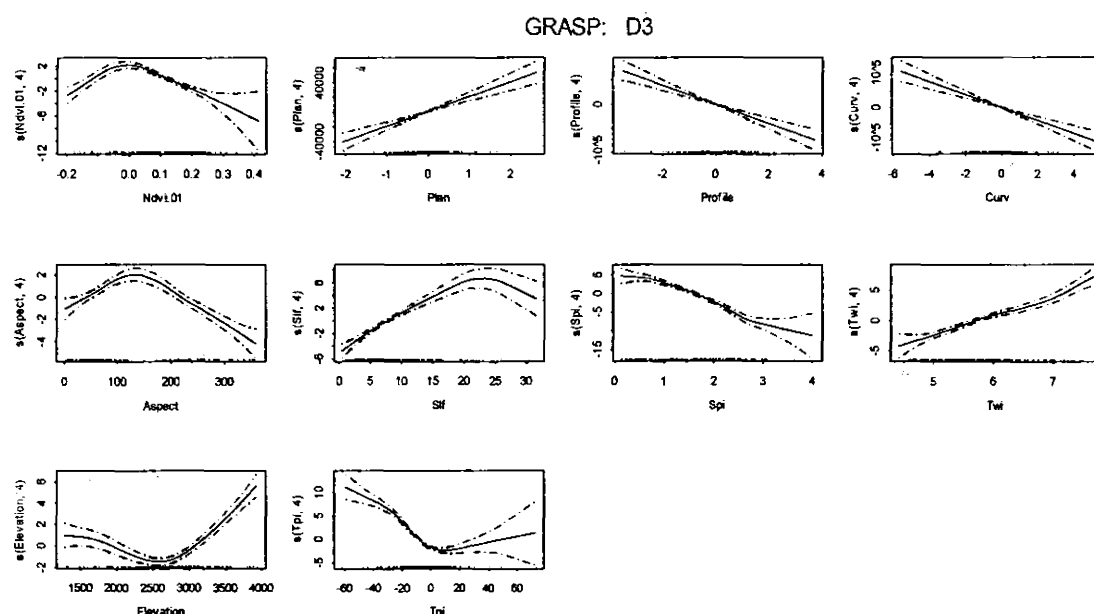 GRASP: D3
s(Ndvi.01, 4)
2
-2
-6
-12
-0.2 0.0 0.1 0.2 0.3 0.4
Ndvi.01
s(Plan, 4)
40000
-40000
-2 -1 0 1 2
Plan
s(Profile, 4)
0
-10^5
-2 0 2 4
Profile
s(Curv, 4)
10^5
0
-10^5
-6 -4 -2 0 2 4
Curv
s(Aspect, 4)
2
0
-2
-4
0 100 200 300
Aspect
s(Slf, 4)
6
2
-2
-6
0 5 10 15 20 25 30
Slf
s(Spi, 4)
5
-5
-15
0 1 2 3 4
Spi
s(Twi, 4)
5
0
-5
5 6 7
Twi
s(Elevation, 4)
6
4
2
0
-2
1500 2000 2500 3000 3500 4000
Elevation
s(Tpi, 4)
10
5
0
-5
-60 -40 -20 0 20 40 60
Tpi